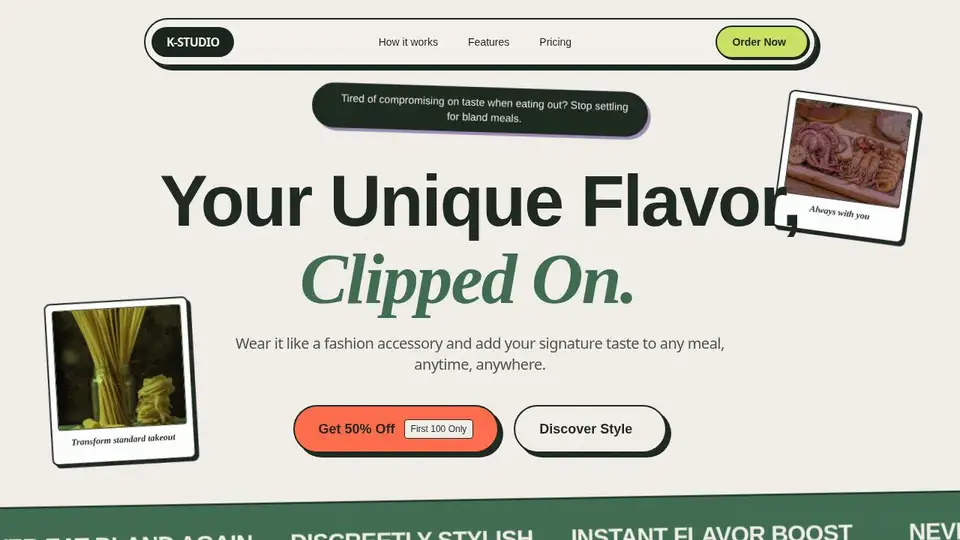 K-STUDIO
How it works
Features
Pricing
Order Now
Tired of compromising on taste when eating out? Stop settling
for bland meals.
Always with you
Your Unique Flavor,
Clipped On.
Transform standard takeout
Wear it like a fashion accessory and add your signature taste to any meal,
anytime, anywhere.
Get 50% Off
First 100 Only
Discover Style
EAT BLAND AGAIN
DISCREETLY STYLISH
INSTANT FLAVOR BOOST